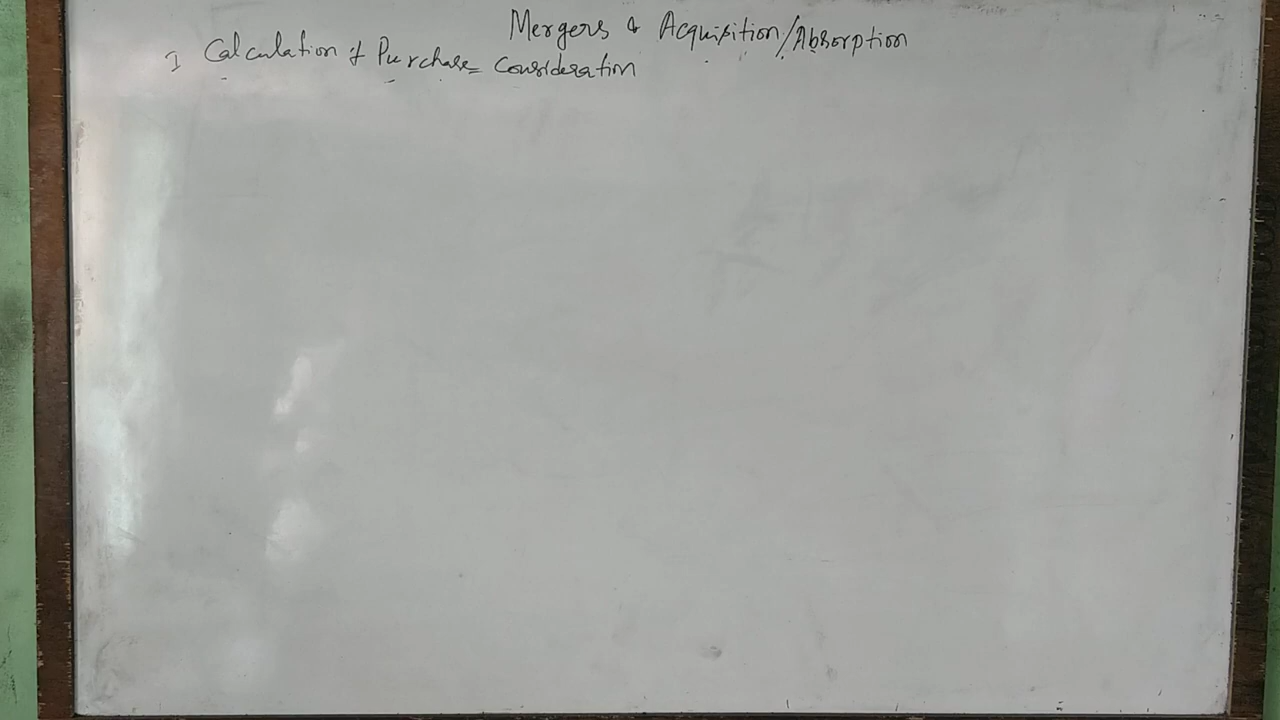 Mergers & Acquisition/Absorption
I Calculation of Purchase Consideration